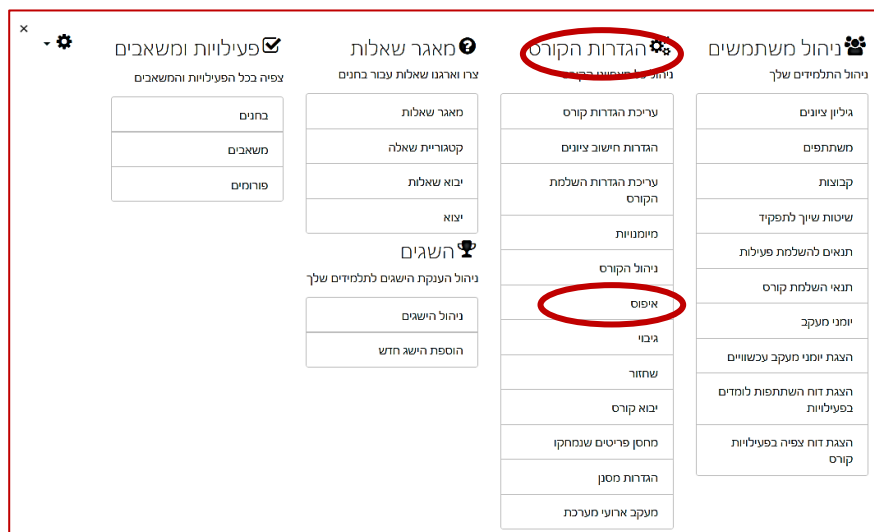 ×
ניהול משתמשים
ניהול התלמידים שלך
גיליון ציונים
משתתפים
קבוצות
שיטות שיוך לתפקיד
תנאים להשלמת פעילות
תנאי השלמת קורס
יומני מעקב
הצגת יומני מעקב עכשוויים
הצגת דוח השתתפות לומדים
בפעילויות
הצגת דוח צפיה בפעילויות
קורס
הגדרות הקורס
ניהול כל מאפייני הקורס
עריכת הגדרות קורס
הגדרות חישוב ציונים
עריכת הגדרות השלמת
הקורס
מיומנויות
ניהול הקורס
איפוס
גיבוי
שחזור
יבוא קורס
מחסן פריטים שנמחקו
הגדרות מסנן
מעקב ארועי מערכת
מאגר שאלות
צרו וארגנו שאלות עבור בחנים
מאגר שאלות
קטגוריית שאלה
יבוא שאלות
יצוא
השגים
ניהול הענקת הישגים לתלמידים שלך
ניהול הישגים
הוספת הישג חדש
פעילויות ומשאבים
צפיה בכל הפעילויות והמשאבים
בחנים
משאבים
פורומים